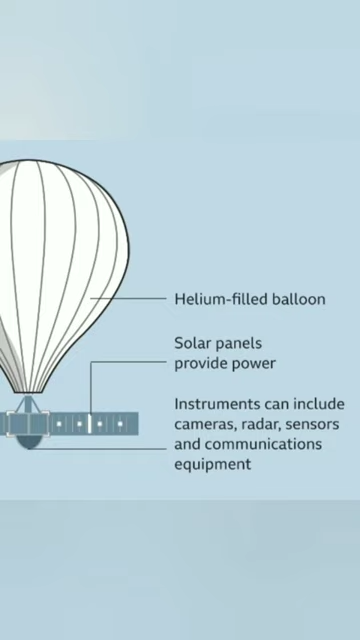 Helium-filled balloon
Solar panels
provide power
Instruments can include
cameras, radar, sensors
and communications
equipment